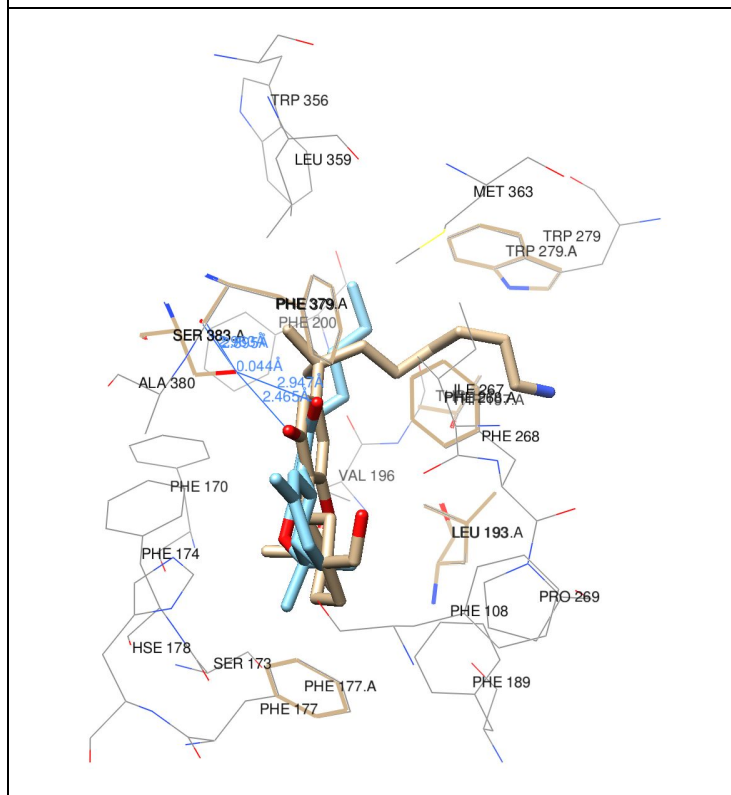 TRP 356
LEU 359
MET 363
TRP 279
TRP 279.A
PHE 379.A
PHE 200
SER 383.A
0.044Å
2.947Å
2.465Å
ALA 380
ILE 267
PHE 268.A
PHE 268
VAL 196
PHE 170
LEU 193.A
PHE 174
PHE 108
PRO 269
HSE 178
SER 173
PHE 189
PHE 177.A
PHE 177